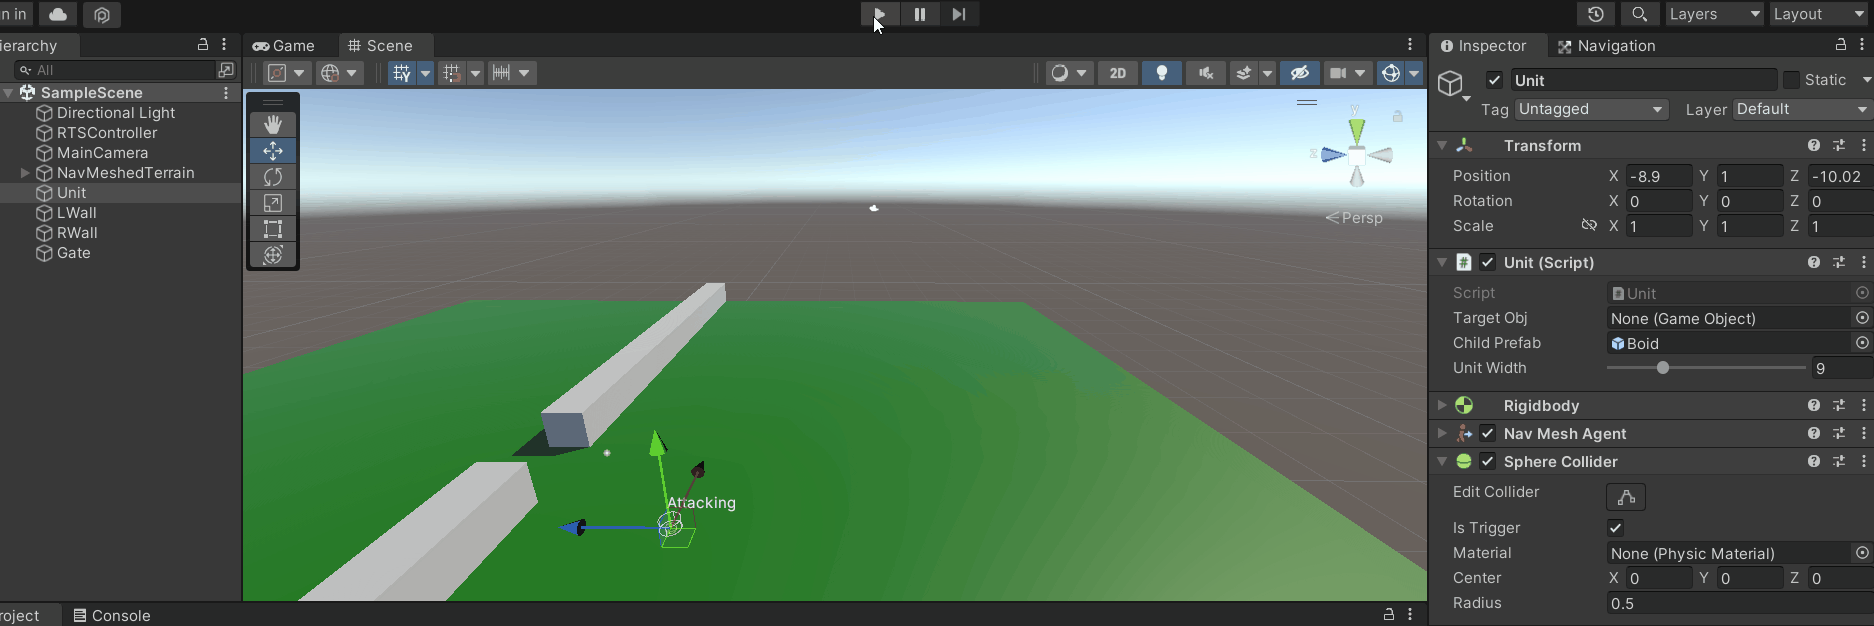 n in
Layers
Layout
ierarchy
Game
Scene
Inspector
Navigation
All
2D
Unit
Static
Tag Untagged Layer Default
SampleScene
Directional Light
RTSController
MainCamera
NavMeshedTerrain
Unit
LWall
RWall
Gate
Y
Z
Persp
Attacking
Transform
Position X -8.9 Y 1 Z -10.02
Rotation X 0 Y 0 Z 0
Scale X 1 Y 1 Z 1
# Unit (Script)
Script Unit
Target Obj None (Game Object)
Child Prefab Boid
Unit Width 9
Rigidbody
Nav Mesh Agent
Sphere Collider
Edit Collider
Is Trigger
Material None (Physic Material)
Center X 0 Y 0 Z 0
Radius 0.5
roject
Console